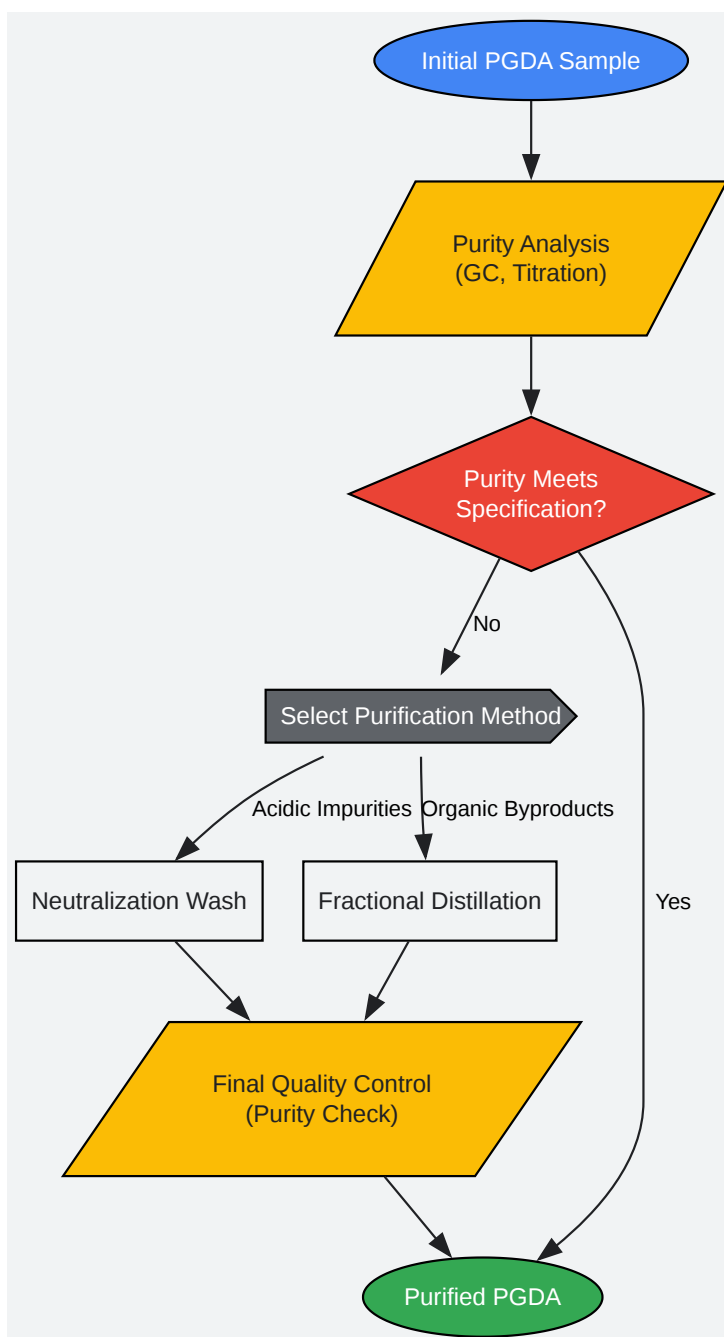 Initial PGDA Sample
Purity Analysis
(GC, Titration)
Purity Meets
Specification?
No
Select Purification Method
Acidic Impurities
Organic Byproducts
Neutralization Wash
Fractional Distillation
Yes
Final Quality Control
(Purity Check)
Purified PGDA